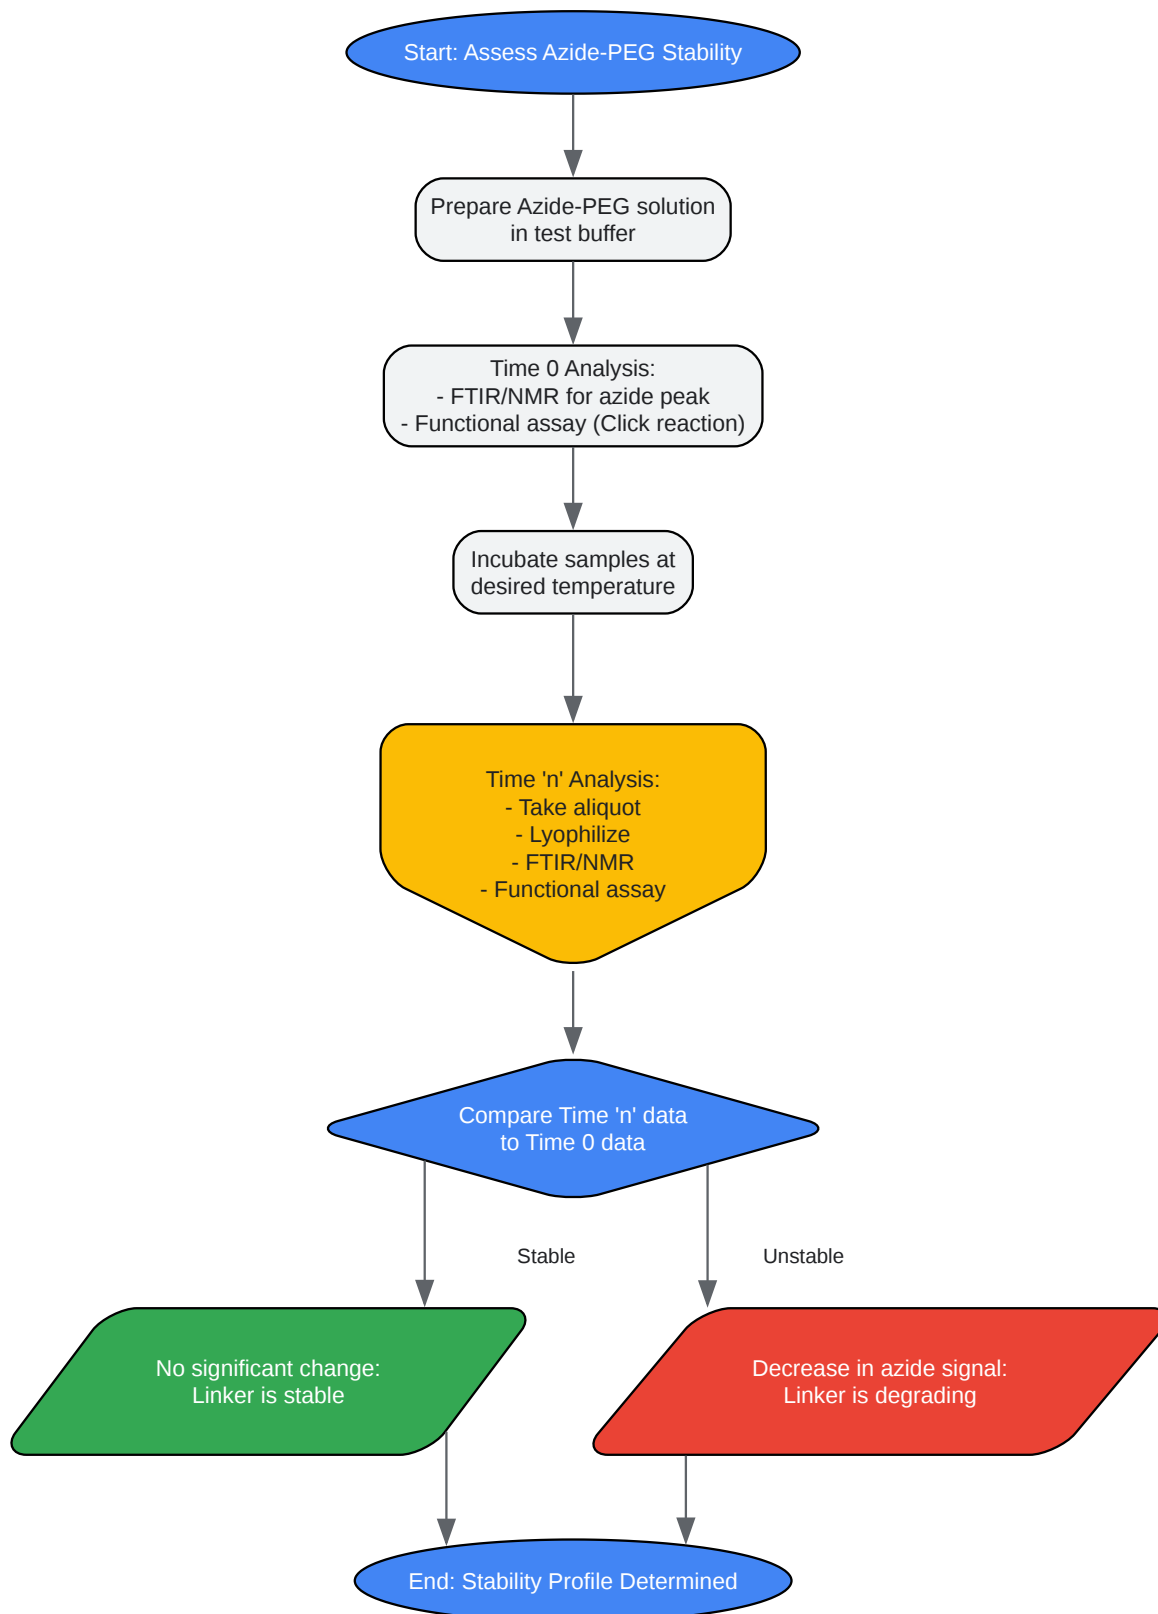 Start: Assess Azide-PEG Stability
Prepare Azide-PEG solution
in test buffer
Time 0 Analysis:
- FTIR/NMR for azide peak
- Functional assay (Click reaction)
Incubate samples at
desired temperature
Time 'n' Analysis:
- Take aliquot
- Lyophilize
- FTIR/NMR
- Functional assay
Compare Time 'n' data
to Time 0 data
Stable
Unstable
No significant change:
Linker is stable
Decrease in azide signal:
Linker is degrading
End: Stability Profile Determined